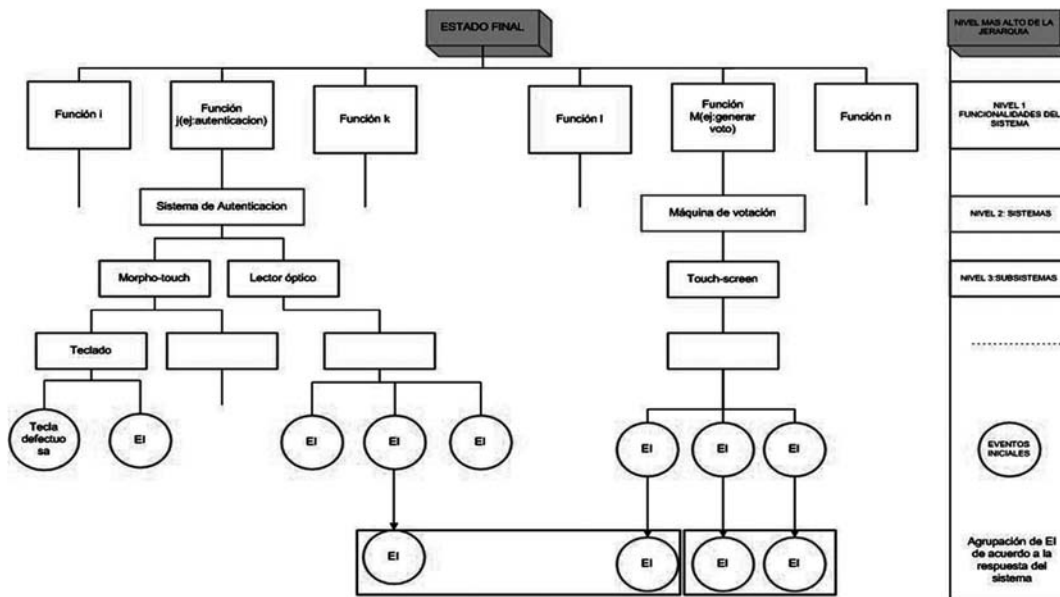 ESTADO FINAL
NIVEL MAS ALTO DE LA
JERARQUIA
Función i
Función
j(ej:autenticacion)
Función k
Función l
Función
M(ej:generar
voto)
Función n
NIVEL 1
FUNCIONALIDADES DEL
SISTEMA
Sistema de Autenticacion
Máquina de votación
NIVEL 2: SISTEMAS
Morpho-touch
Lector óptico
Touch-screen
NIVEL 3:SUBSISTEMAS
Teclado
Tecla
defectuo
sa
EI
EI
EI
EI
EI
EI
EI
EVENTOS
INICIALES
EI
EI
EI
EI
Agrupación de EI
de acuerdo a la
respuesta del
sistema